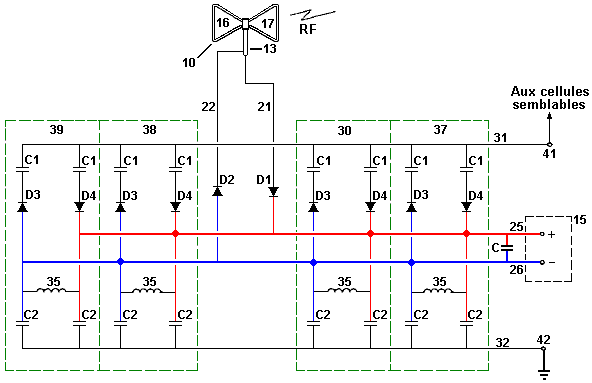 16 17
RF
10 13
Aux cellules
semblables
22 21
39 38 30 37 31 41
C1 C1 C1 C1 C1 C1 C1 C1
D3 D4 D3 D4 D2 D1 D3 D4 D3 D4
25 15
+
C
−
26
35 35 35 35
C2 C2 C2 C2 C2 C2 C2 C2
32 42